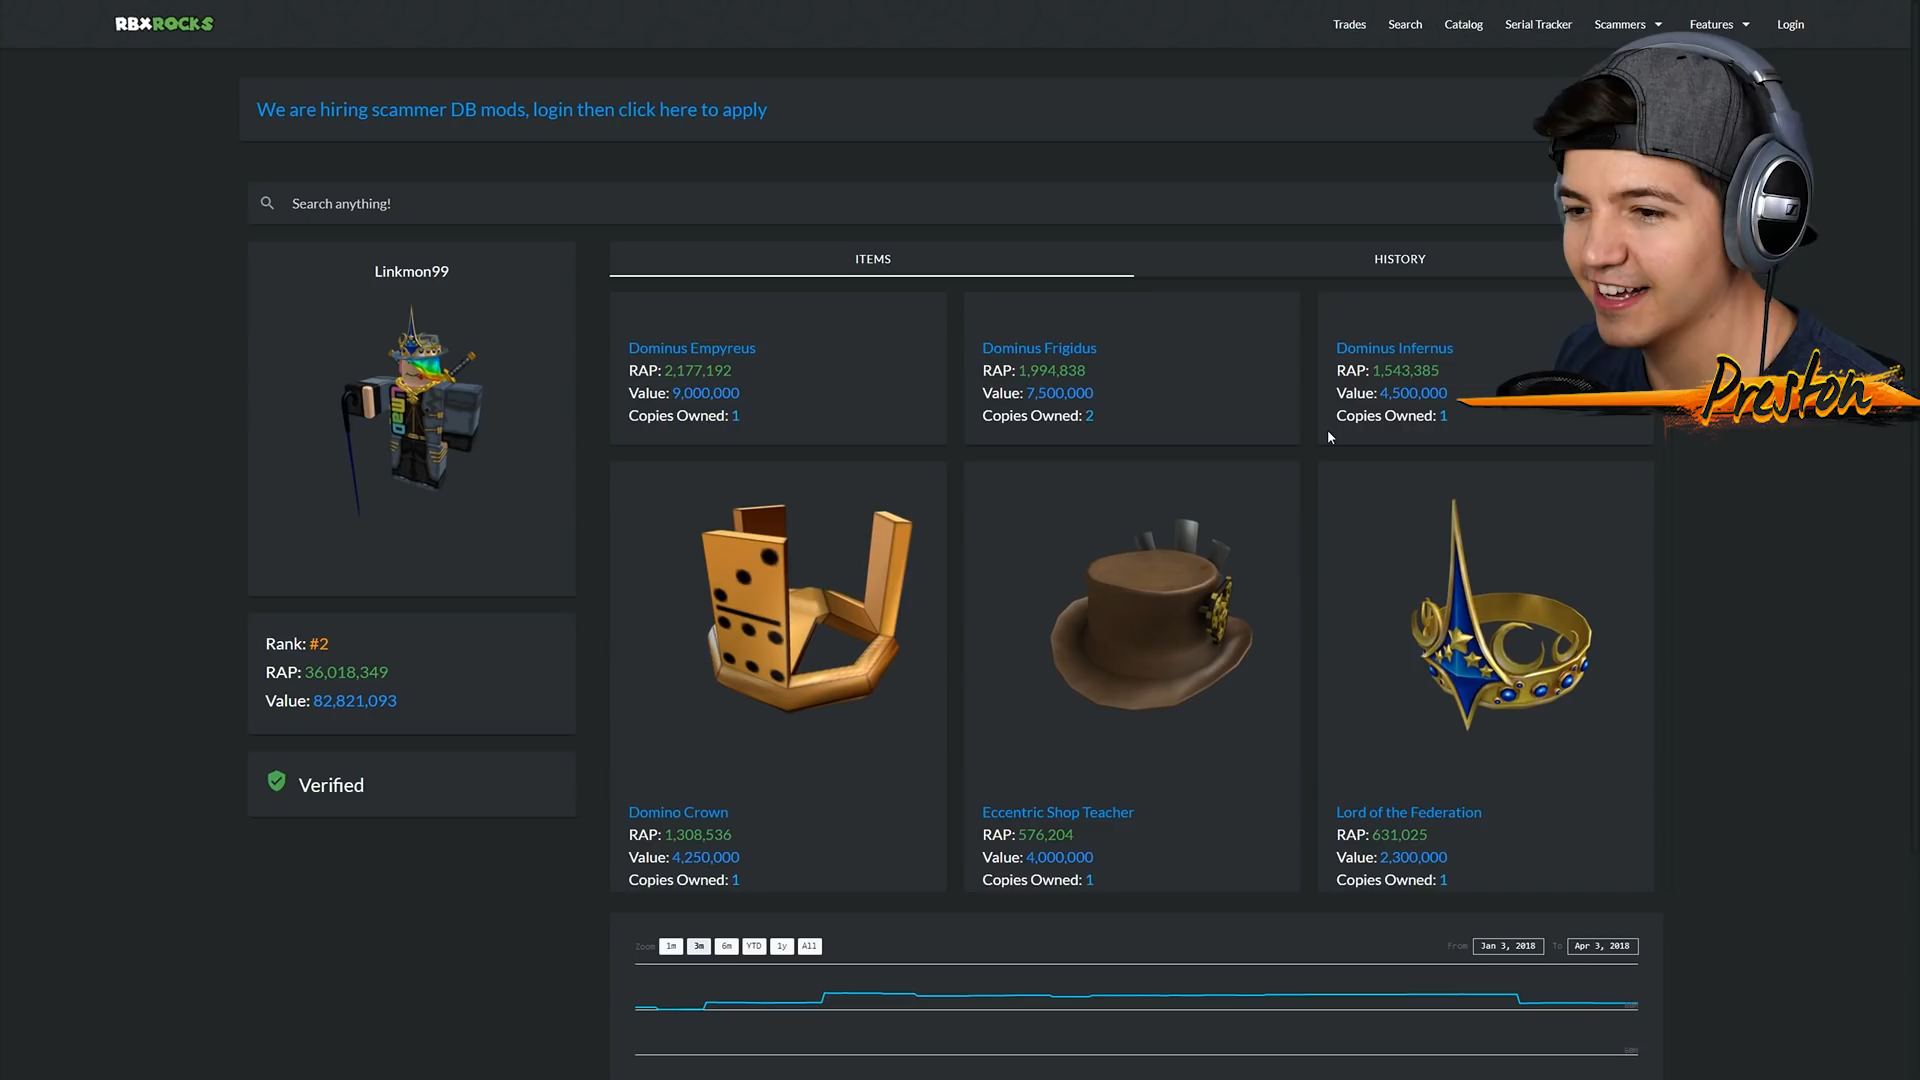 RBXROCKS
Trades Search Catalog Serial Tracker Scammers Features Login
We are hiring scammer DB mods, login then click here to apply
Search anything!
Linkmon99
Rank: #2
RAP: 36,018,349
Value: 82,821,093
Verified
ITEMS HISTORY
Dominus Empyreus
RAP: 2,177,192
Value: 9,000,000
Copies Owned: 1
Dominus Frigidus
RAP: 1,994,838
Value: 7,500,000
Copies Owned: 2
Dominus Infernus
RAP: 1,543,385
Value: 4,500,000
Copies Owned: 1
Preston
Domino Crown
RAP: 1,308,536
Value: 4,250,000
Copies Owned: 1
Eccentric Shop Teacher
RAP: 576,204
Value: 4,000,000
Copies Owned: 1
Lord of the Federation
RAP: 631,025
Value: 2,300,000
Copies Owned: 1
Zoom 1m 3m 6m YTD 1y All
From Jan 3, 2018 To Apr 3, 2018